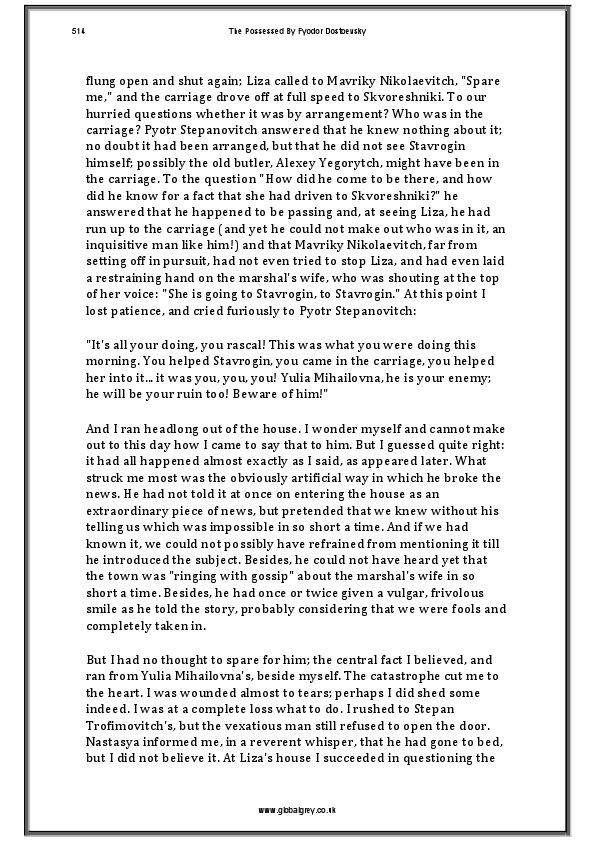 514 The Possessed By Fyodor Dostoevsky
flung open and shut again; Liza called to Mavriky Nikolaevitch, "Spare
me," and the carriage drove off at full speed to Skvoreshniki. To our
hurried questions whether it was by arrangement? Who was in the
carriage? Pyotr Stepanovitch answered that he knew nothing about it;
no doubt it had been arranged, but that he did not see Stavrogin
himself; possibly the old butler, Alexey Yegorytch, might have been in
the carriage. To the question "How did he come to be there, and how
did he know for a fact that she had driven to Skvoreshniki?" he
answered that he happened to be passing and, at seeing Liza, he had
run up to the carriage (and yet he could not make out who was in it, an
inquisitive man like him!) and that Mavriky Nikolaevitch, far from
setting off in pursuit, had not even tried to stop Liza, and had even laid
a restraining hand on the marshal's wife, who was shouting at the top
of her voice: "She is going to Stavrogin, to Stavrogin." At this point I
lost patience, and cried furiously to Pyotr Stepanovitch:
"It's all your doing, you rascal! This was what you were doing this
morning. You helped Stavrogin, you came in the carriage, you helped
her into it... it was you, you, you! Yulia Mihailovna, he is your enemy;
he will be your ruin too! Beware of him!"
And I ran headlong out of the house. I wonder myself and cannot make
out to this day how I came to say that to him. But I guessed quite right:
it had all happened almost exactly as I said, as appeared later. What
struck me most was the obviously artificial way in which he broke the
news. He had not told it at once on entering the house as an
extraordinary piece of news, but pretended that we knew without his
telling us which was impossible in so short a time. And if we had
known it, we could not possibly have refrained from mentioning it till
he introduced the subject. Besides, he could not have heard yet that
the town was "ringing with gossip" about the marshal's wife in so
short a time. Besides, he had once or twice given a vulgar, frivolous
smile as he told the story, probably considering that we were fools and
completely taken in.
But I had no thought to spare for him; the central fact I believed, and
ran from Yulia Mihailovna's, beside myself. The catastrophe cut me to
the heart. I was wounded almost to tears; perhaps I did shed some
indeed. I was at a complete loss what to do. I rushed to Stepan
Trofimovitch's, but the vexatious man still refused to open the door.
Nastasya informed me, in a reverent whisper, that he had gone to bed,
but I did not believe it. At Liza's house I succeeded in questioning the
www.globalgrey.co.uk